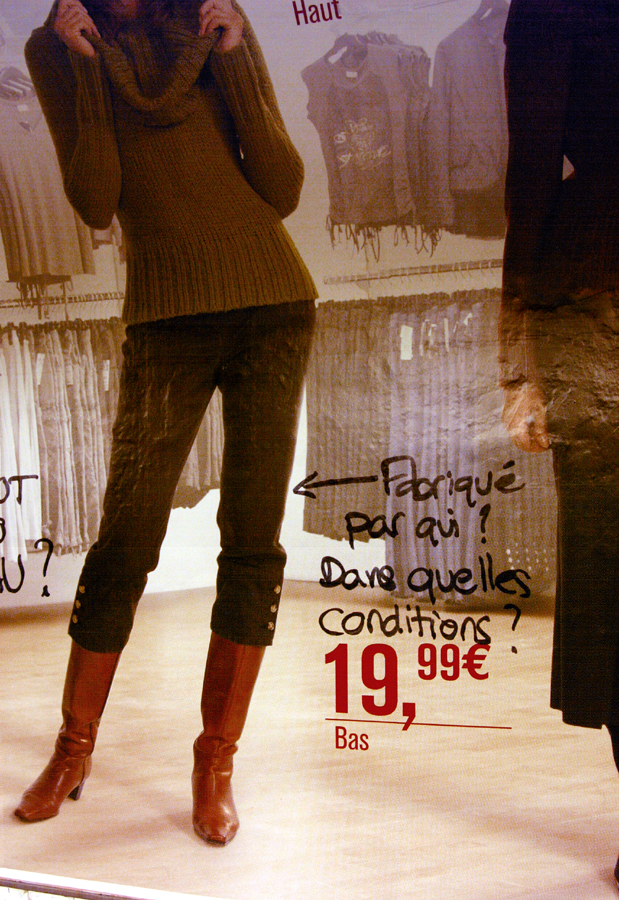 Haut
Fabriqué
par qui ?
Dans quelles
conditions ?
19,99€
Bas